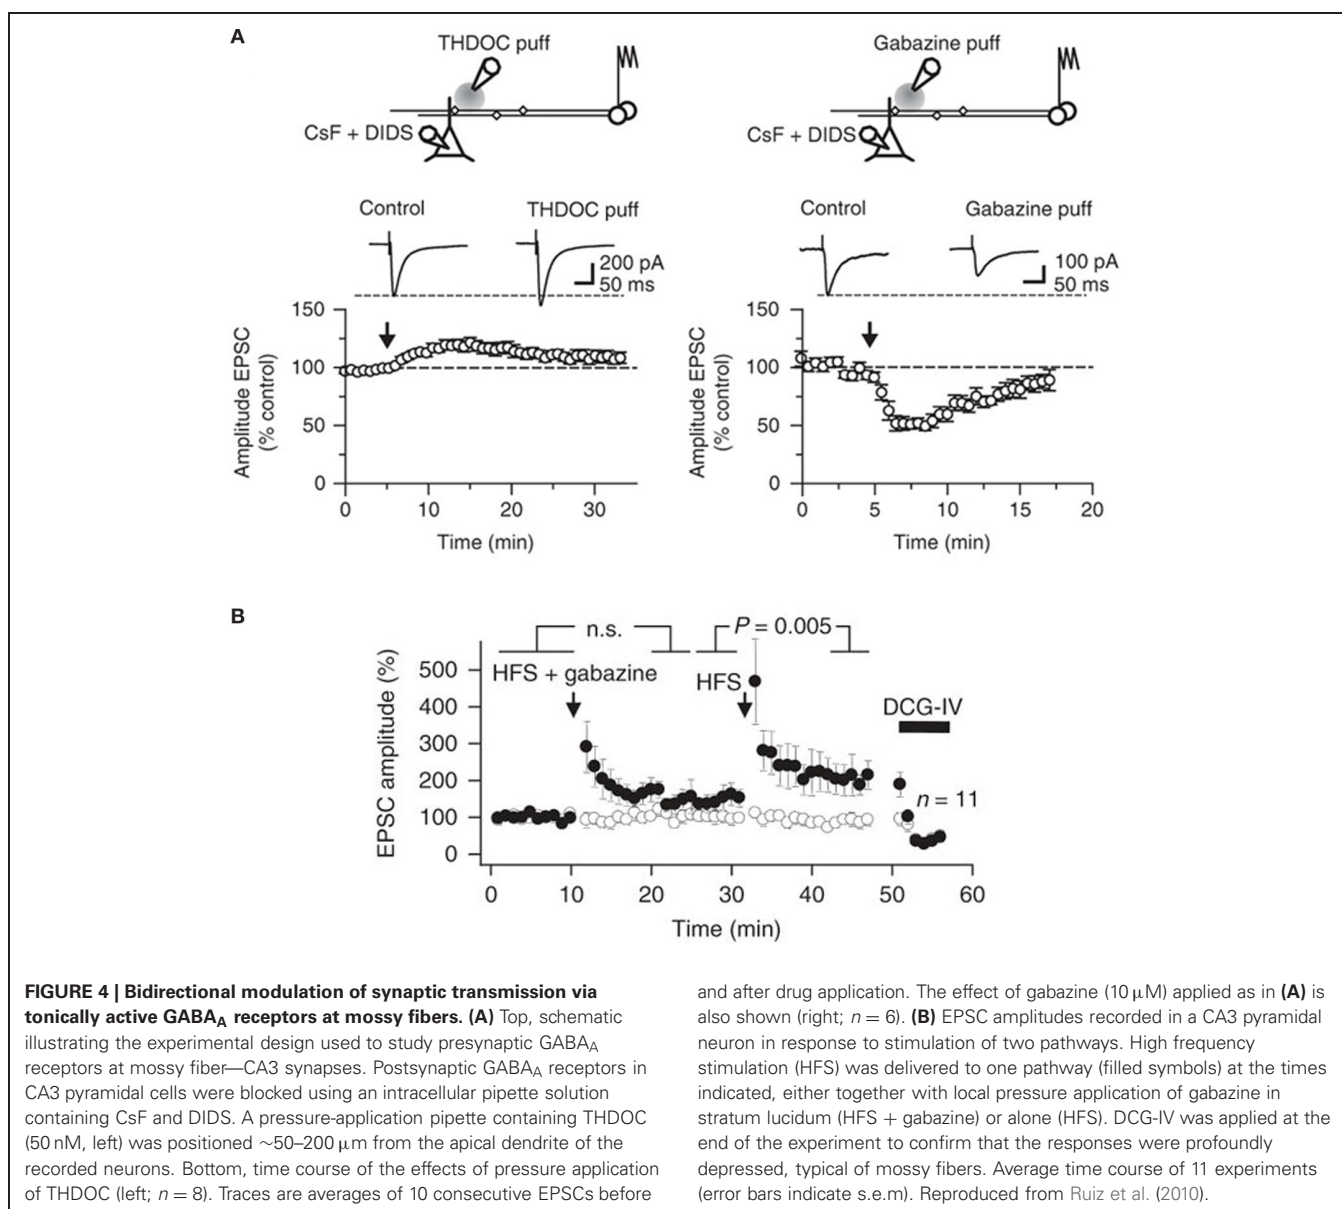 A
THDOC puff
CsF + DIDS
Control
THDOC puff
200 pA
50 ms
150
100
50
0
Amplitude EPSC
(% control)
0 10 20 30
Time (min)
Gabazine puff
CsF + DIDS
Control
Gabazine puff
100 pA
50 ms
150
100
50
0
Amplitude EPSC
(% control)
0 5 10 15 20
Time (min)
B
n.s.
P = 0.005
HFS + gabazine
HFS
DCG-IV
n = 11
500
400
300
200
100
0
EPSC amplitude (%)
0 10 20 30 40 50 60
Time (min)
FIGURE 4 | Bidirectional modulation of synaptic transmission via
tonically active GABAA receptors at mossy fibers. (A) Top, schematic
illustrating the experimental design used to study presynaptic GABAA
receptors at mossy fiber—CA3 synapses. Postsynaptic GABAA receptors in
CA3 pyramidal cells were blocked using an intracellular pipette solution
containing CsF and DIDS. A pressure-application pipette containing THDOC
(50 nM, left) was positioned ∼50–200 μm from the apical dendrite of the
recorded neurons. Bottom, time course of the effects of pressure application
of THDOC (left; n = 8). Traces are averages of 10 consecutive EPSCs before
and after drug application. The effect of gabazine (10 μM) applied as in (A) is
also shown (right; n = 6). (B) EPSC amplitudes recorded in a CA3 pyramidal
neuron in response to stimulation of two pathways. High frequency
stimulation (HFS) was delivered to one pathway (filled symbols) at the times
indicated, either together with local pressure application of gabazine in
stratum lucidum (HFS + gabazine) or alone (HFS). DCG-IV was applied at the
end of the experiment to confirm that the responses were profoundly
depressed, typical of mossy fibers. Average time course of 11 experiments
(error bars indicate s.e.m). Reproduced from Ruiz et al. (2010).